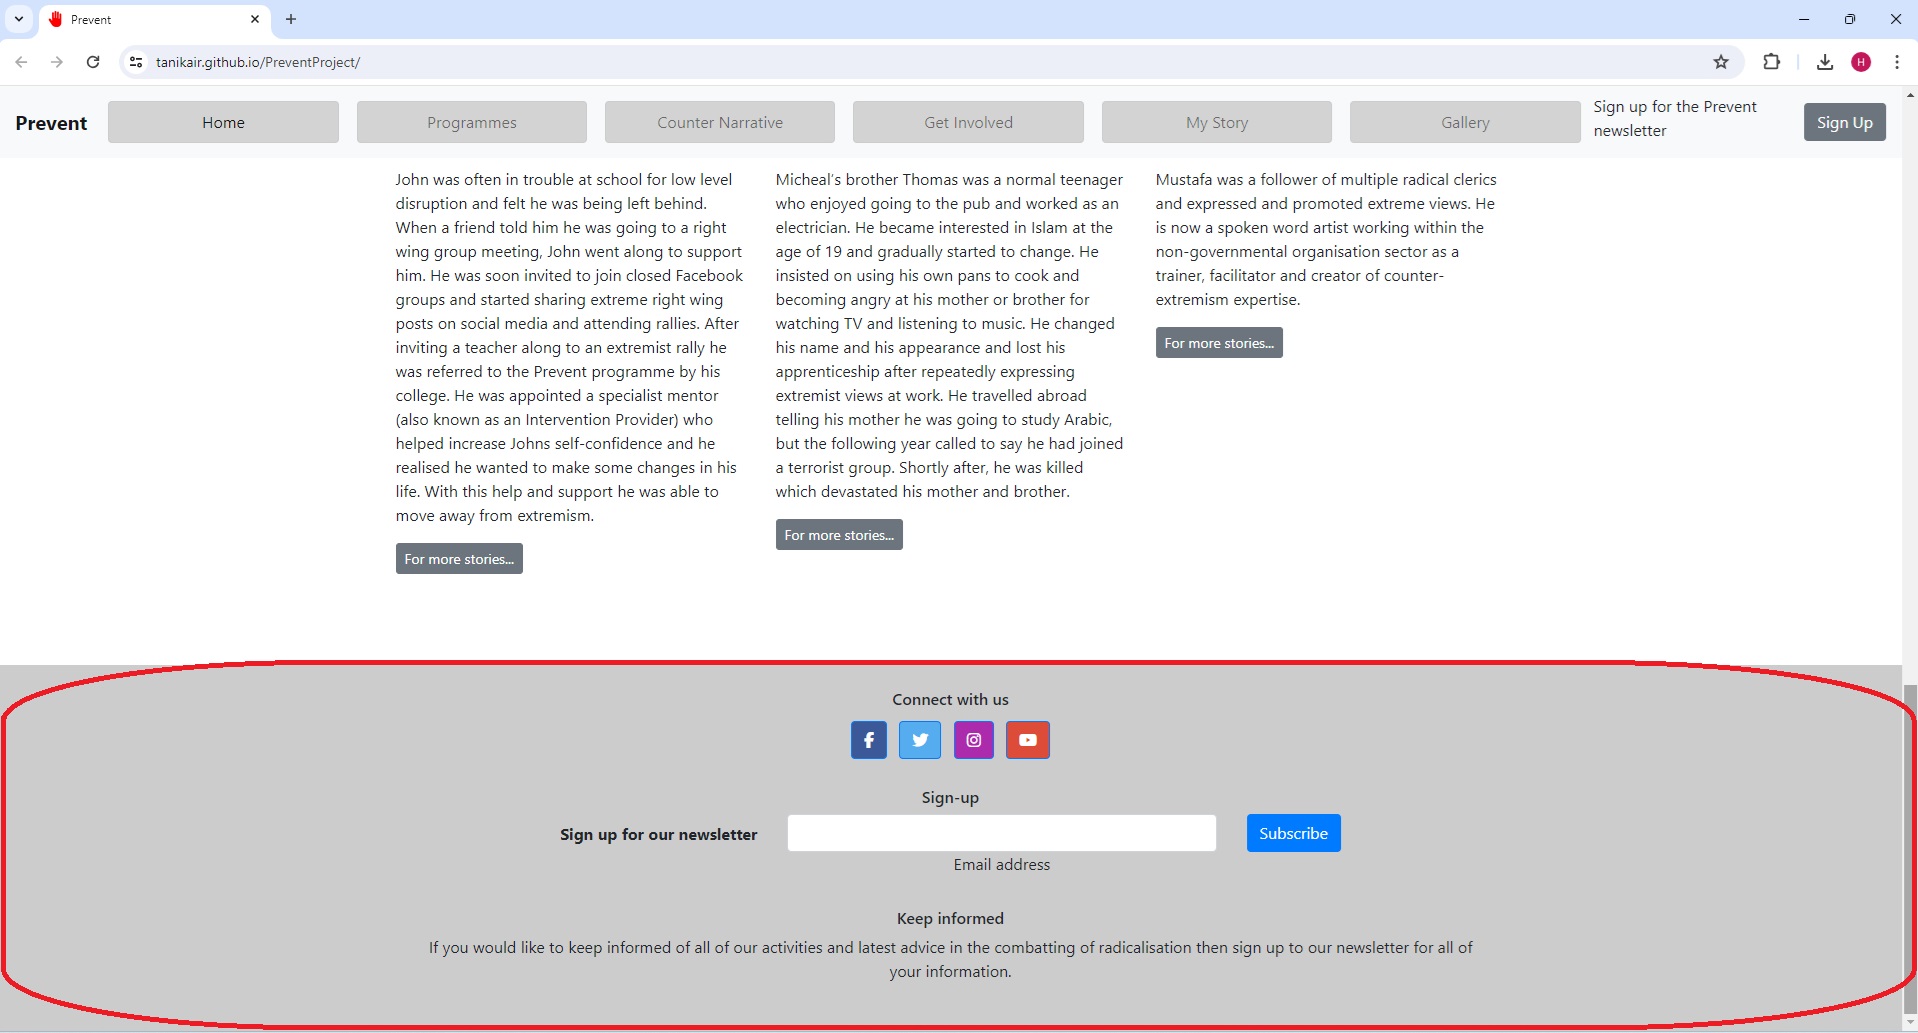 Prevent
tanikair.github.io/PreventProject/
H
Prevent
Home
Programmes
Counter Narrative
Get Involved
My Story
Gallery
Sign up for the Prevent
newsletter
Sign Up
John was often in trouble at school for low level
disruption and felt he was being left behind.
When a friend told him he was going to a right
wing group meeting, John went along to support
him. He was soon invited to join closed Facebook
groups and started sharing extreme right wing
posts on social media and attending rallies. After
inviting a teacher along to an extremist rally he
was referred to the Prevent programme by his
college. He was appointed a specialist mentor
(also known as an Intervention Provider) who
helped increase Johns self-confidence and he
realised he wanted to make some changes in his
life. With this help and support he was able to
move away from extremism.
For more stories...
Micheal’s brother Thomas was a normal teenager
who enjoyed going to the pub and worked as an
electrician. He became interested in Islam at the
age of 19 and gradually started to change. He
insisted on using his own pans to cook and
becoming angry at his mother or brother for
watching TV and listening to music. He changed
his name and his appearance and lost his
apprenticeship after repeatedly expressing
extremist views at work. He travelled abroad
telling his mother he was going to study Arabic,
but the following year called to say he had joined
a terrorist group. Shortly after, he was killed
which devastated his mother and brother.
For more stories...
Mustafa was a follower of multiple radical clerics
and expressed and promoted extreme views. He
is now a spoken word artist working within the
non-governmental organisation sector as a
trainer, facilitator and creator of counter-
extremism expertise.
For more stories...
Connect with us
Sign-up
Sign up for our newsletter
Subscribe
Email address
Keep informed
If you would like to keep informed of all of our activities and latest advice in the combatting of radicalisation then sign up to our newsletter for all of
your information.